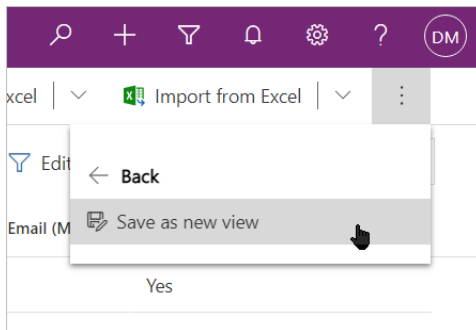 ?
DM
xcel
Import from Excel
Edit
Back
Save as new view
Email (M
Yes